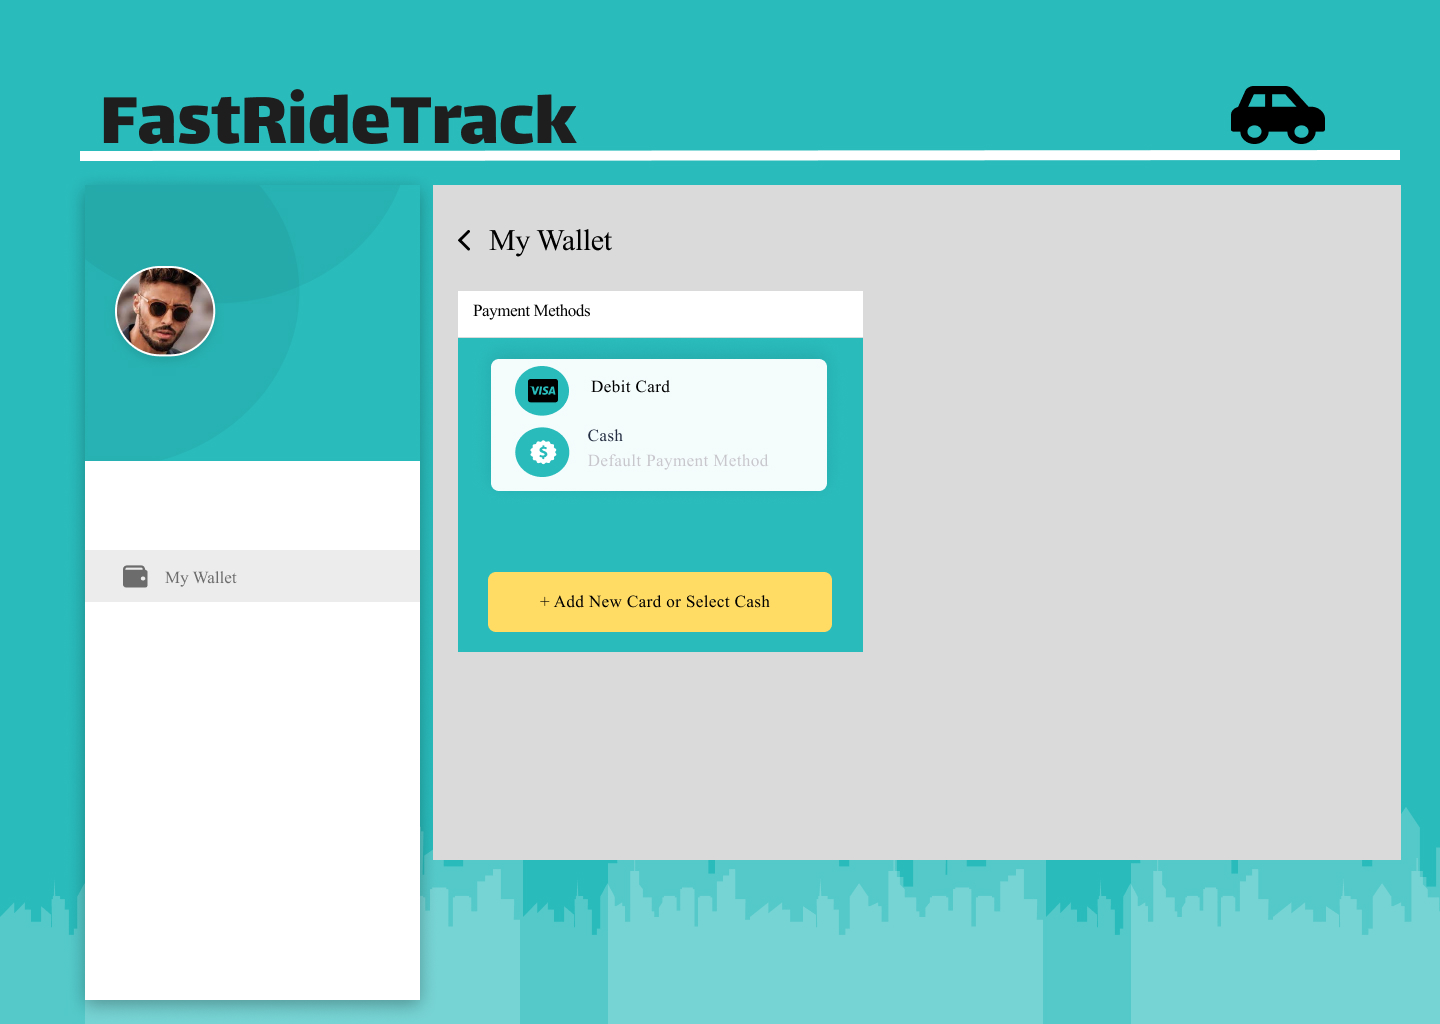 FastRideTrack
My Wallet
Payment Methods
VISA
Debit Card
$
Cash
Default Payment Method
My Wallet
+ Add New Card or Select Cash